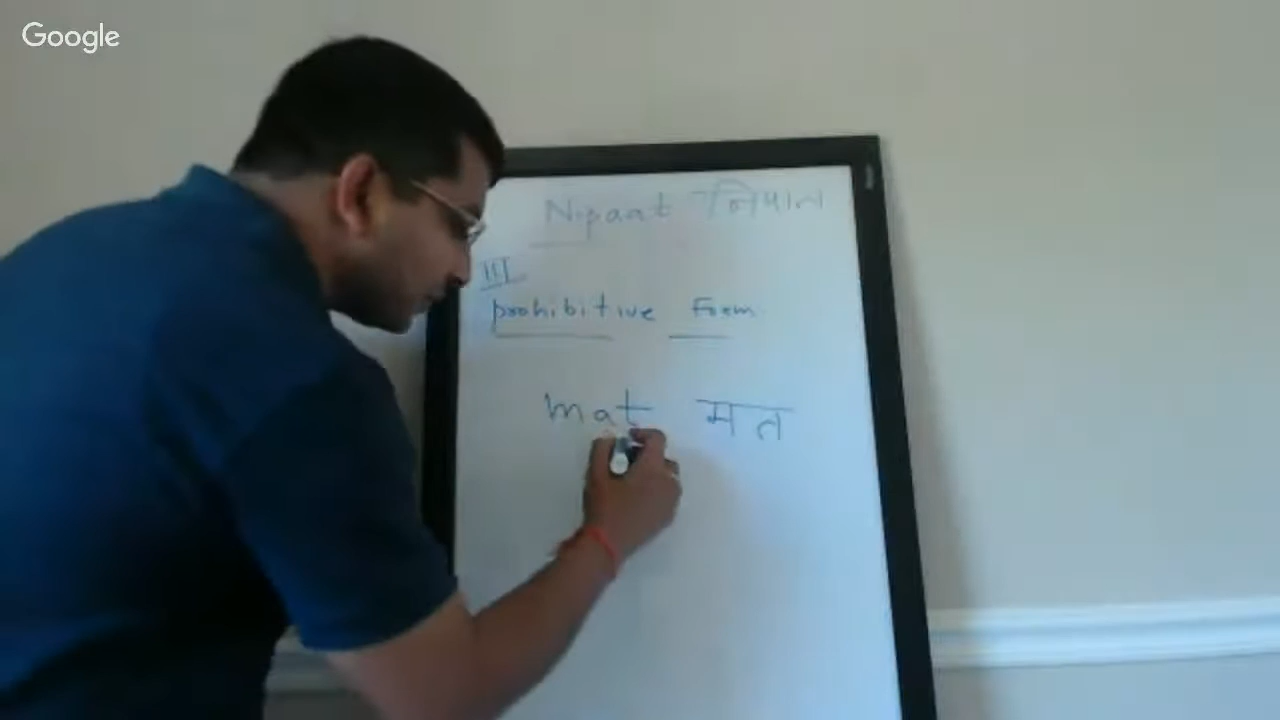 Google
Nipaat निपात
III
prohibitive Form
mat मत